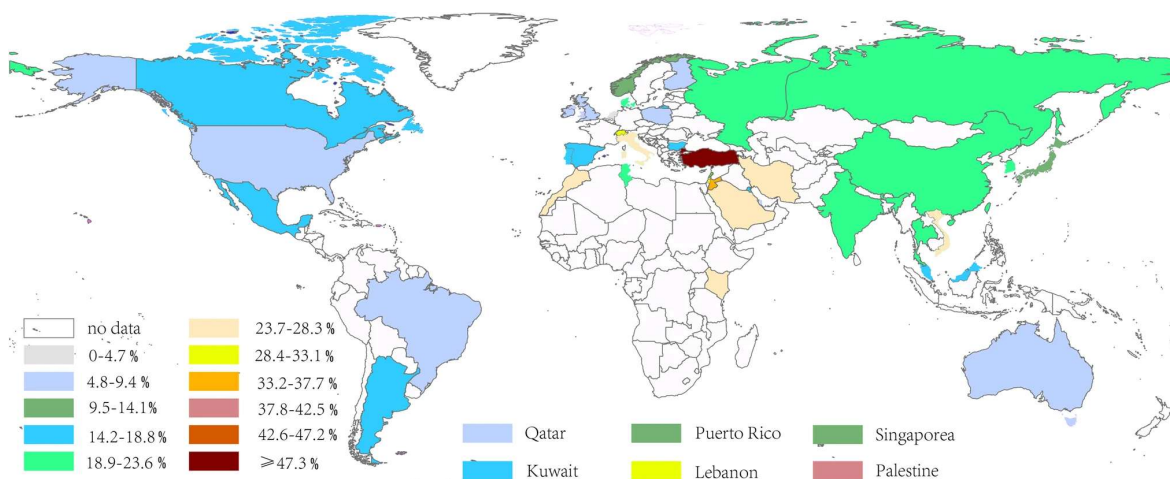 no data
0-4.7 %
4.8-9.4 %
9.5-14.1%
14.2-18.8%
18.9-23.6 %
23.7-28.3 %
28.4-33.1 %
33.2-37.7 %
37.8-42.5 %
42.6-47.2 %
⩾47.3 %
Qatar
Kuwait
Puerto Rico
Lebanon
Singaporea
Palestine